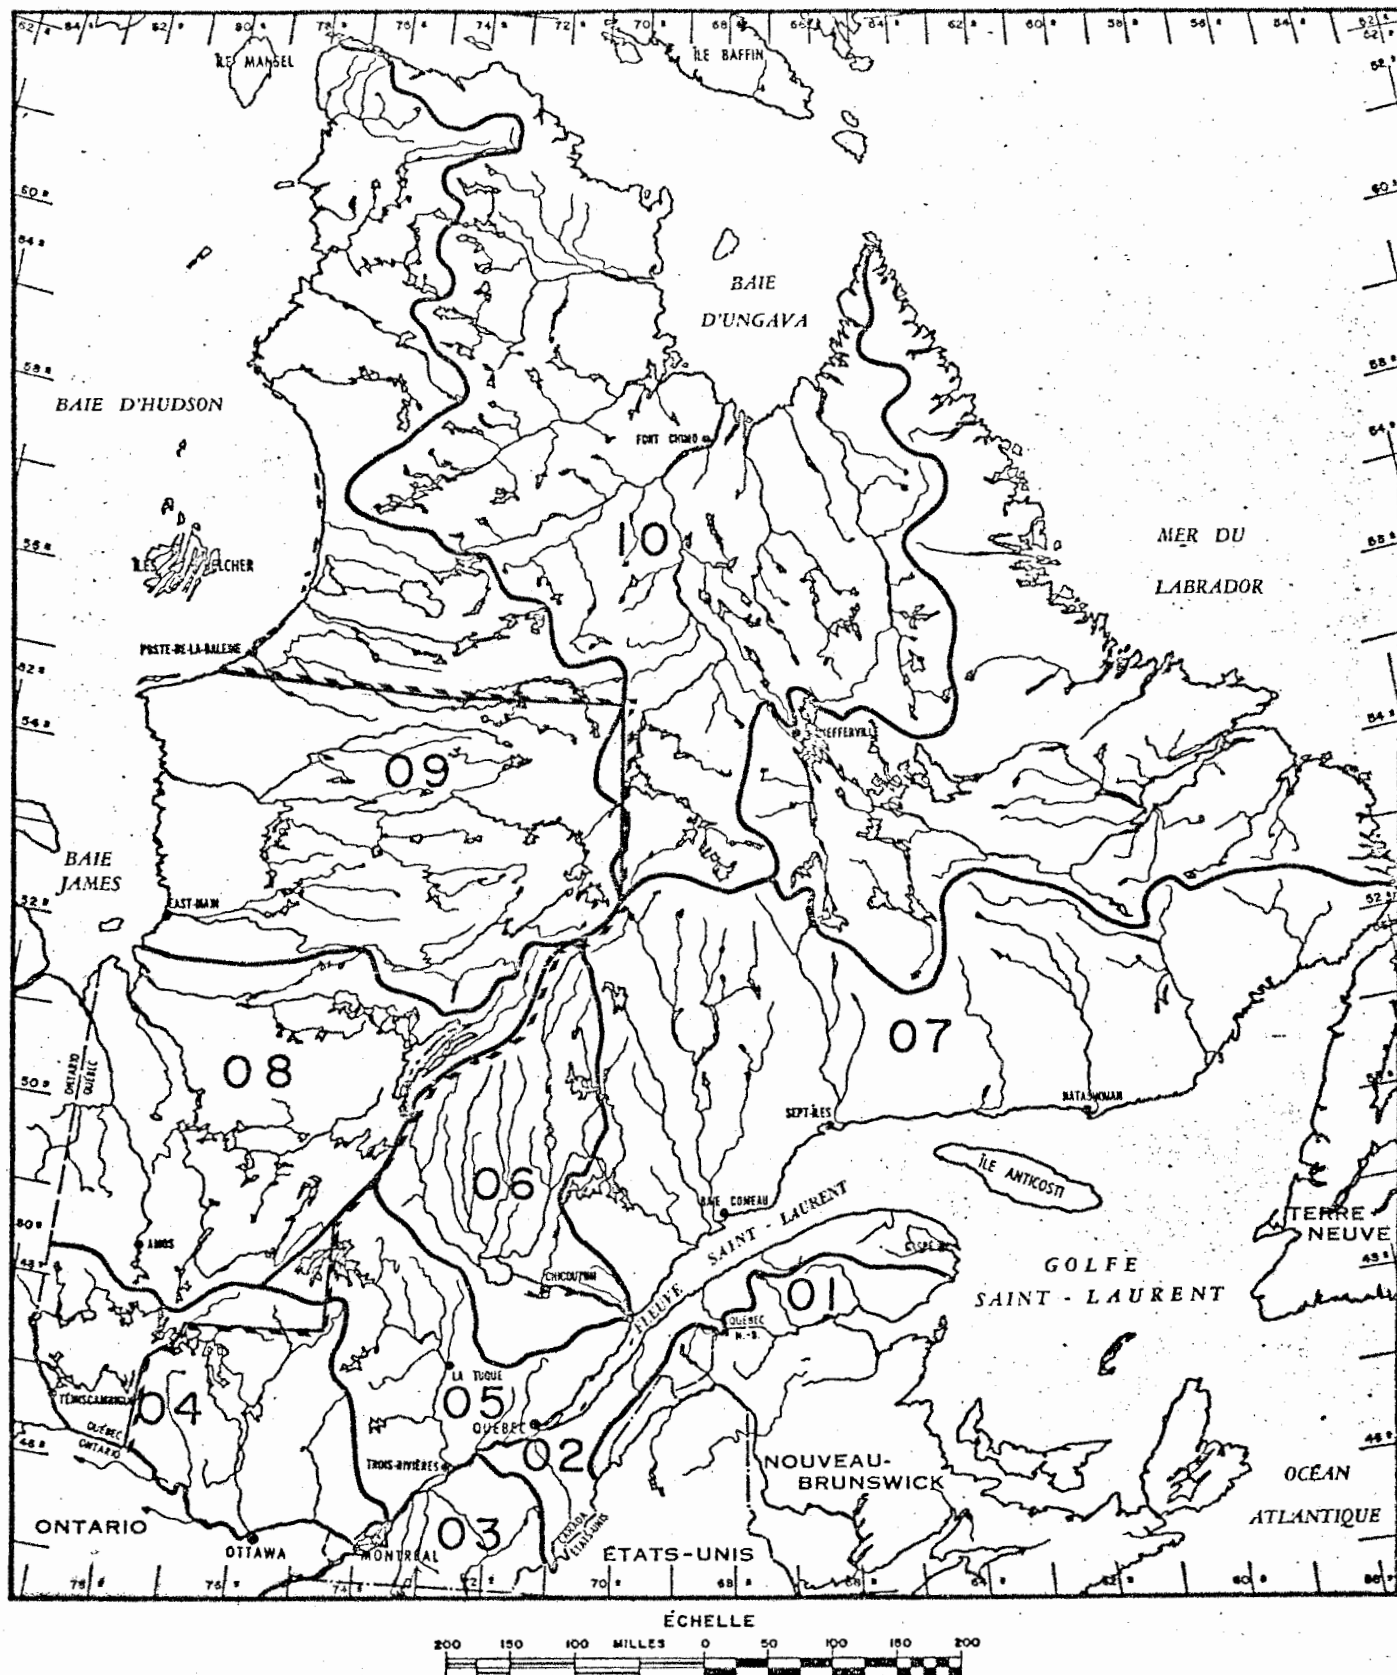 ÎLE MANSEL
ÎLE BAFFIN
BAIE
D'UNGAVA
BAIE D'HUDSON
FORT CHIMO
10
MER DU
LABRADOR
POSTE-DE-LA-BALEINE
09
BAIE
JAMES
EAST-MAIN
08
07
ONTARIO
QUÉBEC
NATASHQUAN
SEPT-ÎLES
06
BAIE COMEAU
ÎLE ANTICOSTI
FLEUVE SAINT - LAURENT
TERRE-
NEUVE
AMOS
GASPÉ
GOLFE
SAINT - LAURENT
CHICOUTIMI
01
QUÉBEC
N.-B.
LA TUQUE
04
05
QUÉBEC
TÉMISCAMINGUE
QUÉBEC
ONTARIO
02
TROIS-RIVIÈRES
NOUVEAU-
BRUNSWICK
OCÉAN
ATLANTIQUE
ONTARIO
03
CANADA
ÉTATS-UNIS
OTTAWA
MONTRÉAL
ÉTATS-UNIS
ÉCHELLE
200 150 100 MILLES 0 50 100 150 200